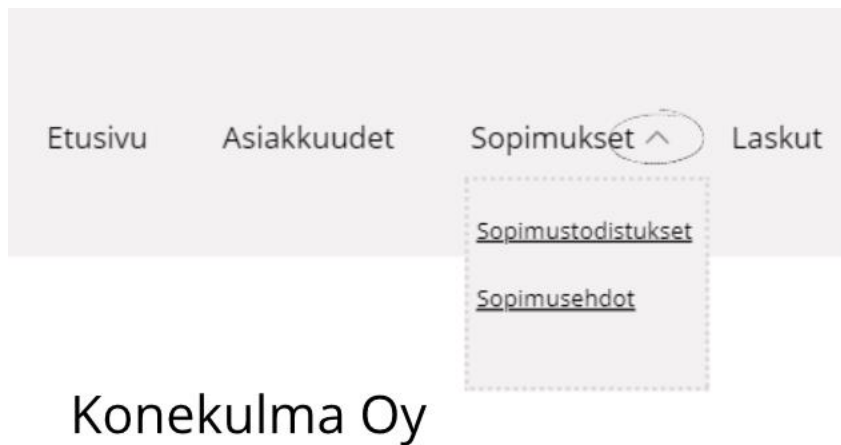 Etusivu Asiakkuudet Sopimukset Laskut
Sopimustodistukset
Sopimusehdot
Konekulma Oy